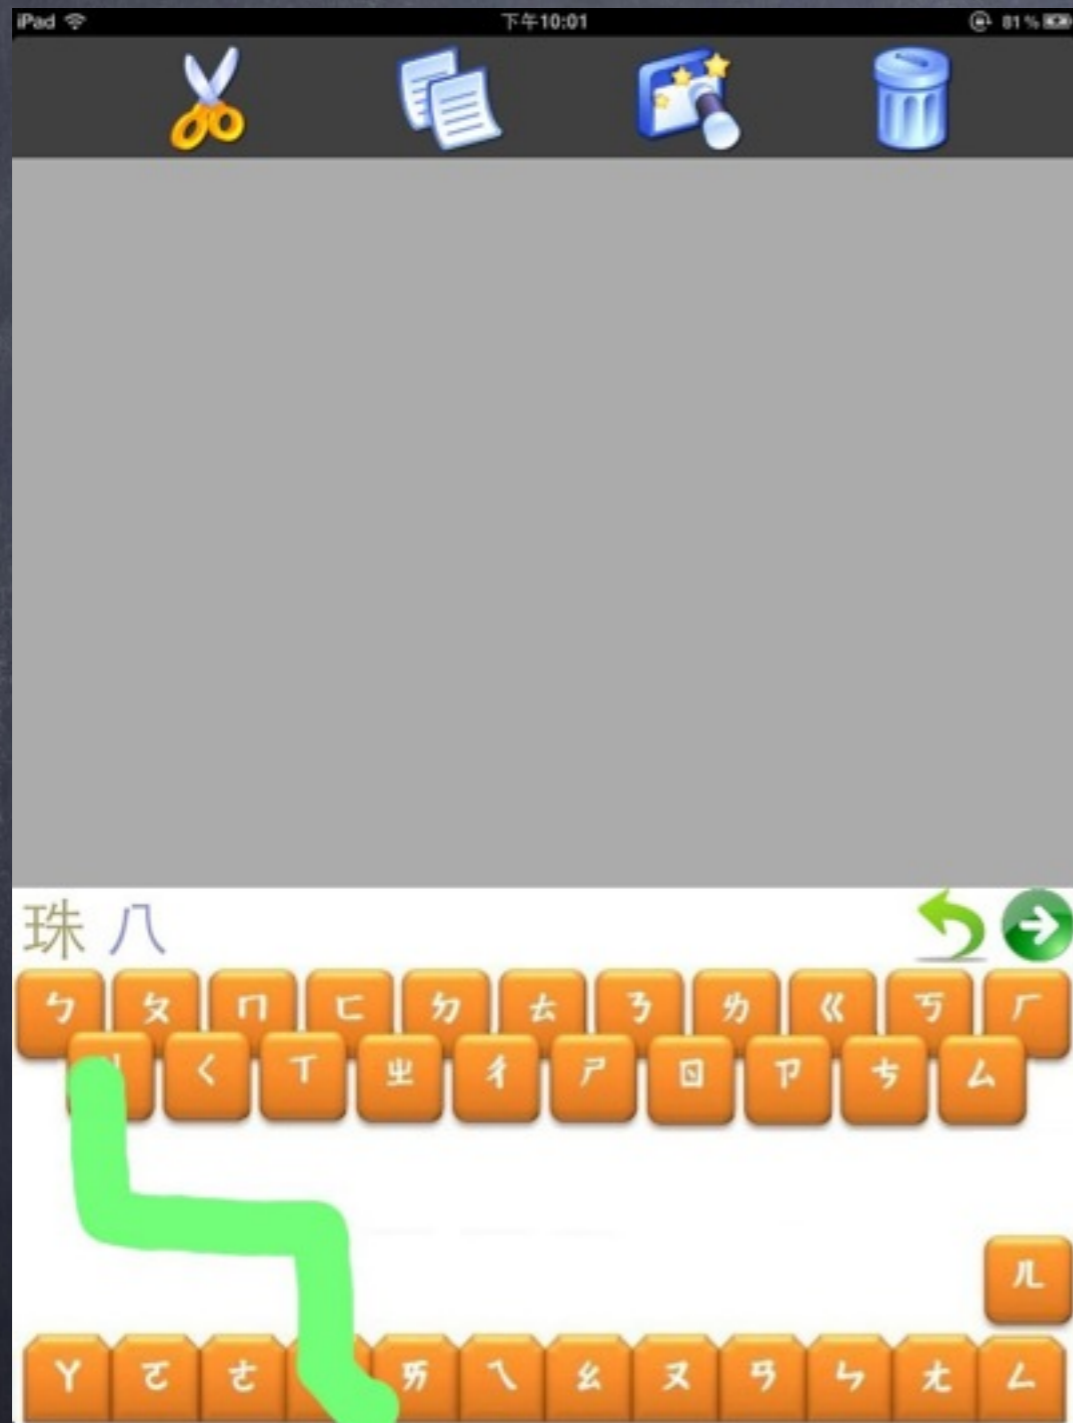 iPad 下午10:01 81%
珠 八
ㄅ ㄆ ㄇ ㄈ ㄉ ㄊ ㄋ ㄌ ㄍ ㄎ ㄏ
ㄑ ㄒ ㄓ ㄔ ㄕ ㄖ ㄗ ㄘ ㄙ
ㄦ
ㄚ ㄛ ㄜ ㄞ ㄟ ㄠ ㄡ ㄢ ㄣ ㄤ ㄥ